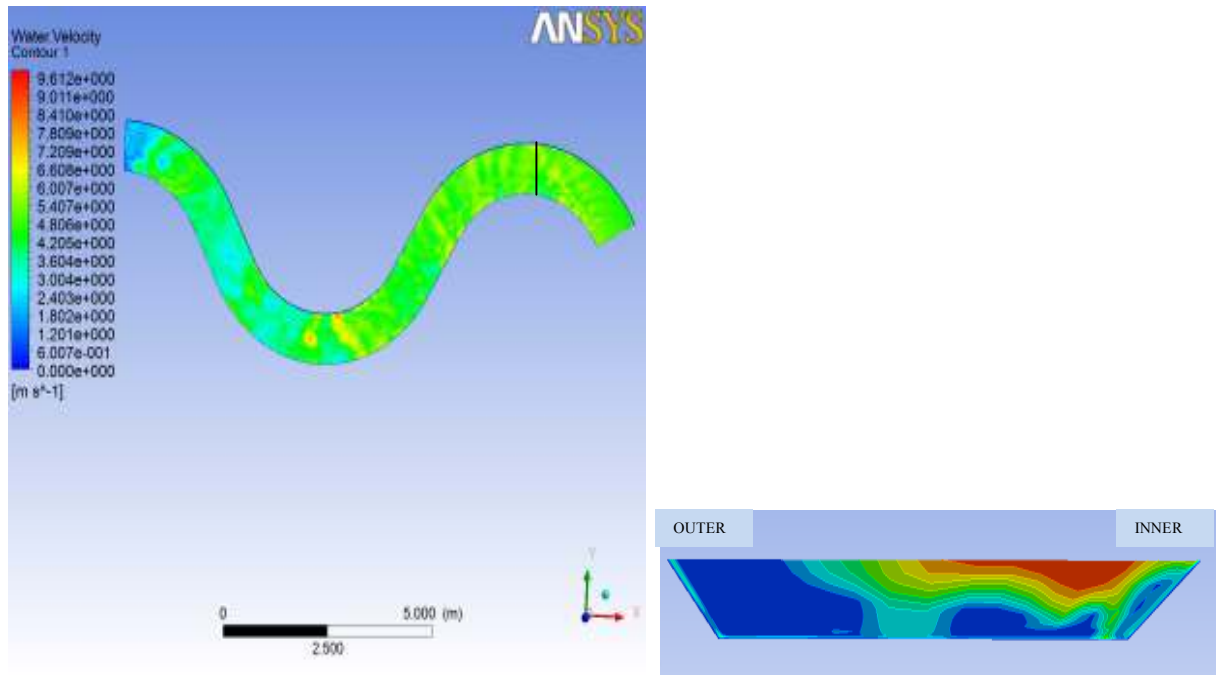 ANSYS
Water Velocity
Contour 1
9.612e+000
9.011e+000
8.410e+000
7.809e+000
7.209e+000
6.608e+000
6.007e+000
5.407e+000
4.806e+000
4.205e+000
3.604e+000
3.004e+000
2.403e+000
1.802e+000
1.201e+000
6.007e-001
0.000e+000
[m s^-1]
0 5.000 (m)
2.500
Y
X
OUTER INNER